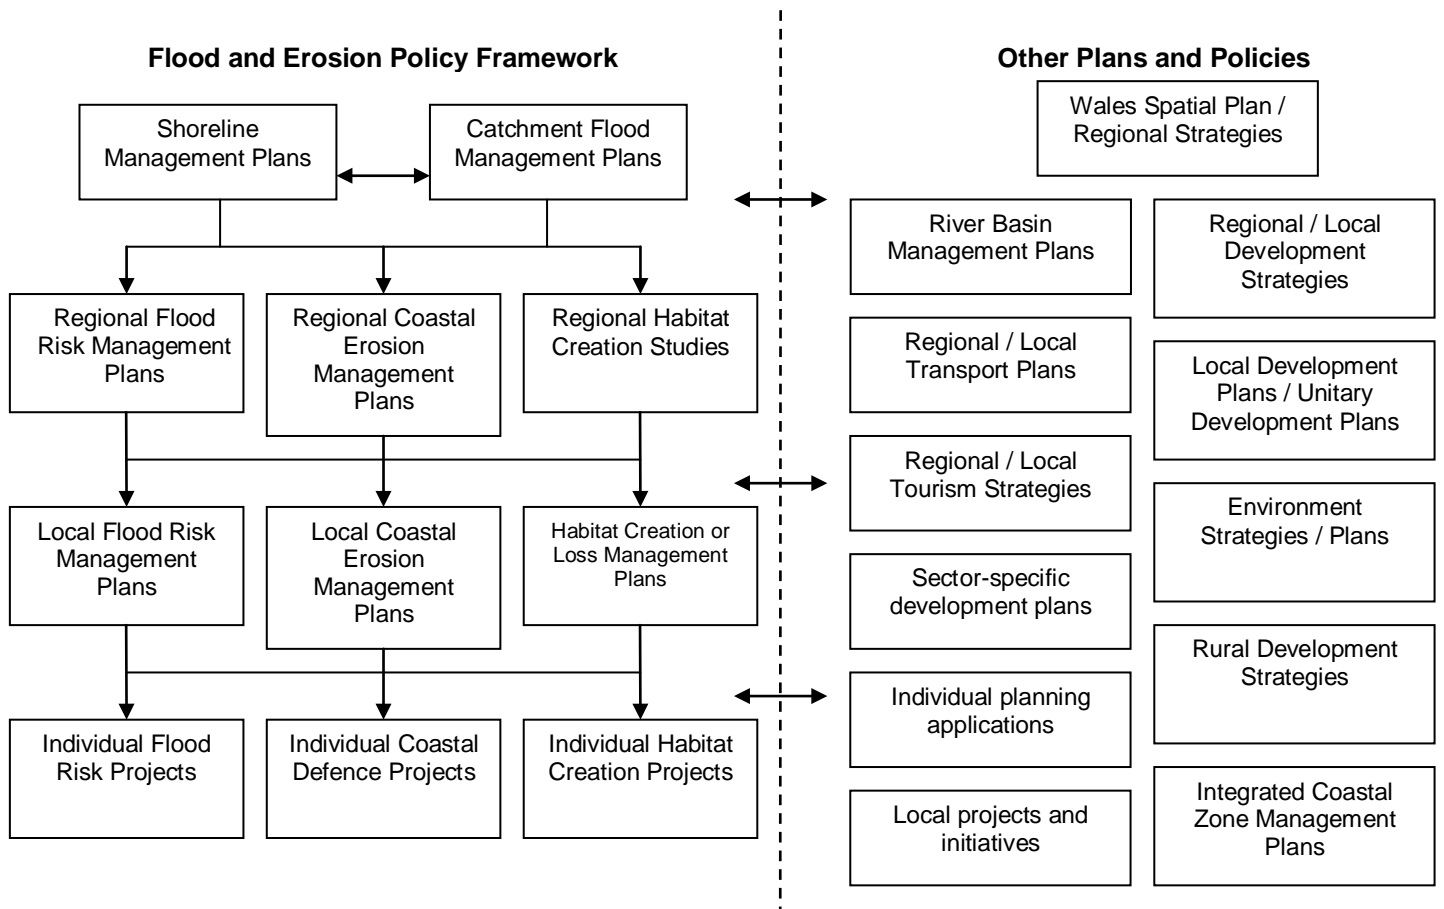 Flood and Erosion Policy Framework
Shoreline
Management Plans
Catchment Flood
Management Plans
Regional Flood
Risk Management
Plans
Regional Coastal
Erosion
Management
Plans
Regional Habitat
Creation Studies
Local Flood Risk
Management
Plans
Local Coastal
Erosion
Management
Plans
Habitat Creation or
Loss Management
Plans
Individual Flood
Risk Projects
Individual Coastal
Defence Projects
Individual Habitat
Creation Projects
Other Plans and Policies
Wales Spatial Plan /
Regional Strategies
River Basin
Management Plans
Regional / Local
Development
Strategies
Regional / Local
Transport Plans
Local Development
Plans / Unitary
Development Plans
Regional / Local
Tourism Strategies
Environment
Strategies / Plans
Sector-specific
development plans
Rural Development
Strategies
Individual planning
applications
Integrated Coastal
Zone Management
Plans
Local projects and
initiatives